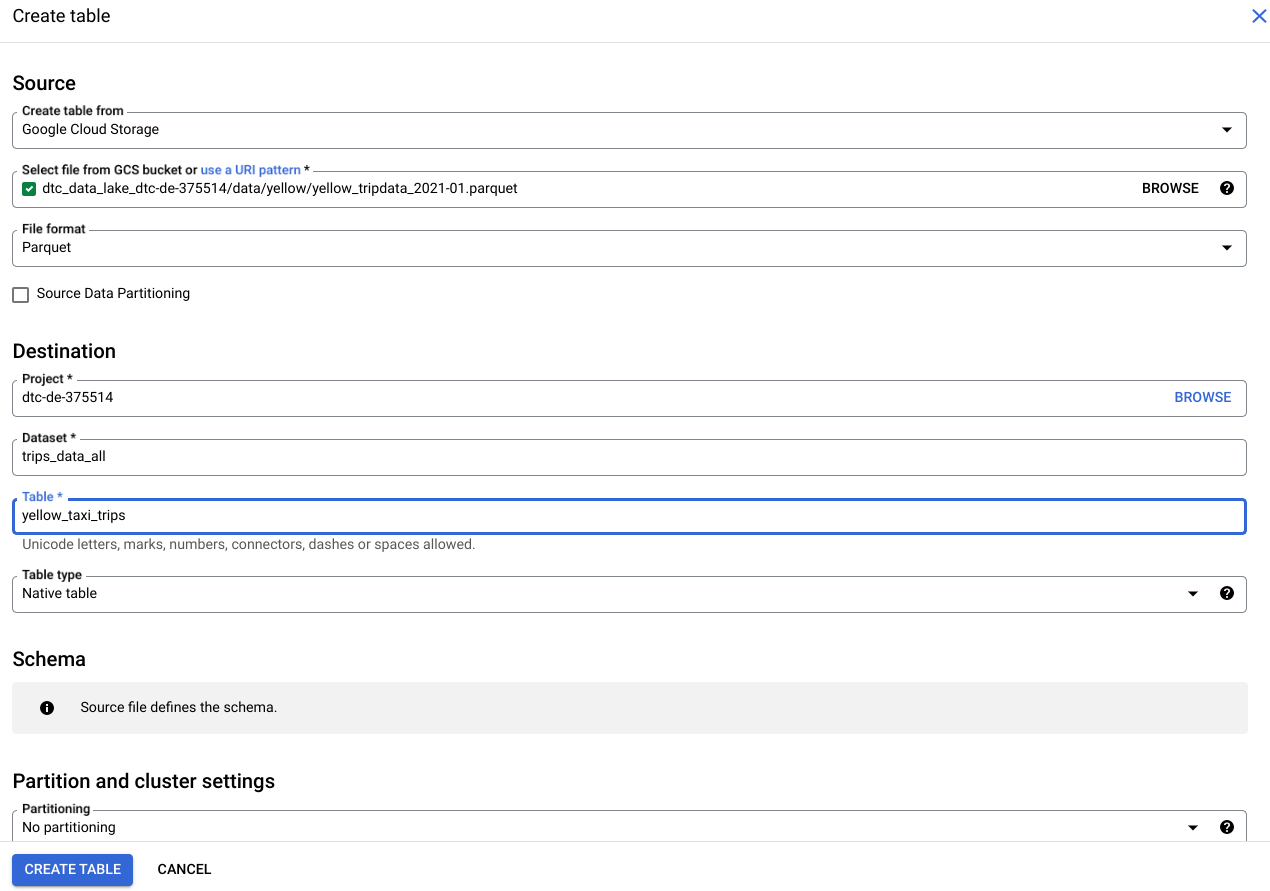 Create table
Source
Create table from
Google Cloud Storage
Select file from GCS bucket or use a URI pattern *
dtc_data_lake_dtc-de-375514/data/yellow/yellow_tripdata_2021-01.parquet BROWSE
File format
Parquet
Source Data Partitioning
Destination
Project *
dtc-de-375514 BROWSE
Dataset *
trips_data_all
Table *
yellow_taxi_trips
Unicode letters, marks, numbers, connectors, dashes or spaces allowed.
Table type
Native table
Schema
Source file defines the schema.
Partition and cluster settings
Partitioning
No partitioning
CREATE TABLE CANCEL